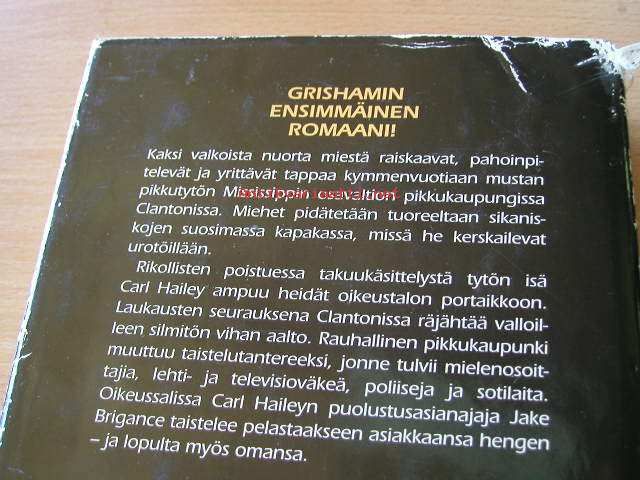 GRISHAMIN
ENSIMMÄINEN
ROMAANI!
Kaksi valkoista nuorta miestä raiskaavat, pahoinpi-
televät ja yrittävät tappaa kymmenvuotiaan mustan
pikkutytön Mississippin osavaltion pikkukaupungissa
Clantonissa. Miehet pidätetään tuoreeltaan sikanis-
kojen suosimassa kapakassa, missä he kerskailevat
urotöillään.
Rikollisten poistuessa takuukäsittelystä tytön isä
Carl Hailey ampuu heidät oikeustalon portaikkoon.
Laukausten seurauksena Clantonissa räjähtää valloil-
leen silmitön vihan aalto. Rauhallinen pikkukaupunki
muuttuu taistelutantereeksi, jonne tulvii mielenosoit-
tajia, lehti- ja televisioväkeä, poliiseja ja sotilaita.
Oikeussalissa Carl Haileyn puolustusasianajaja Jake
Brigance taistelee pelastaakseen asiakkaansa hengen
– ja lopulta myös omansa.